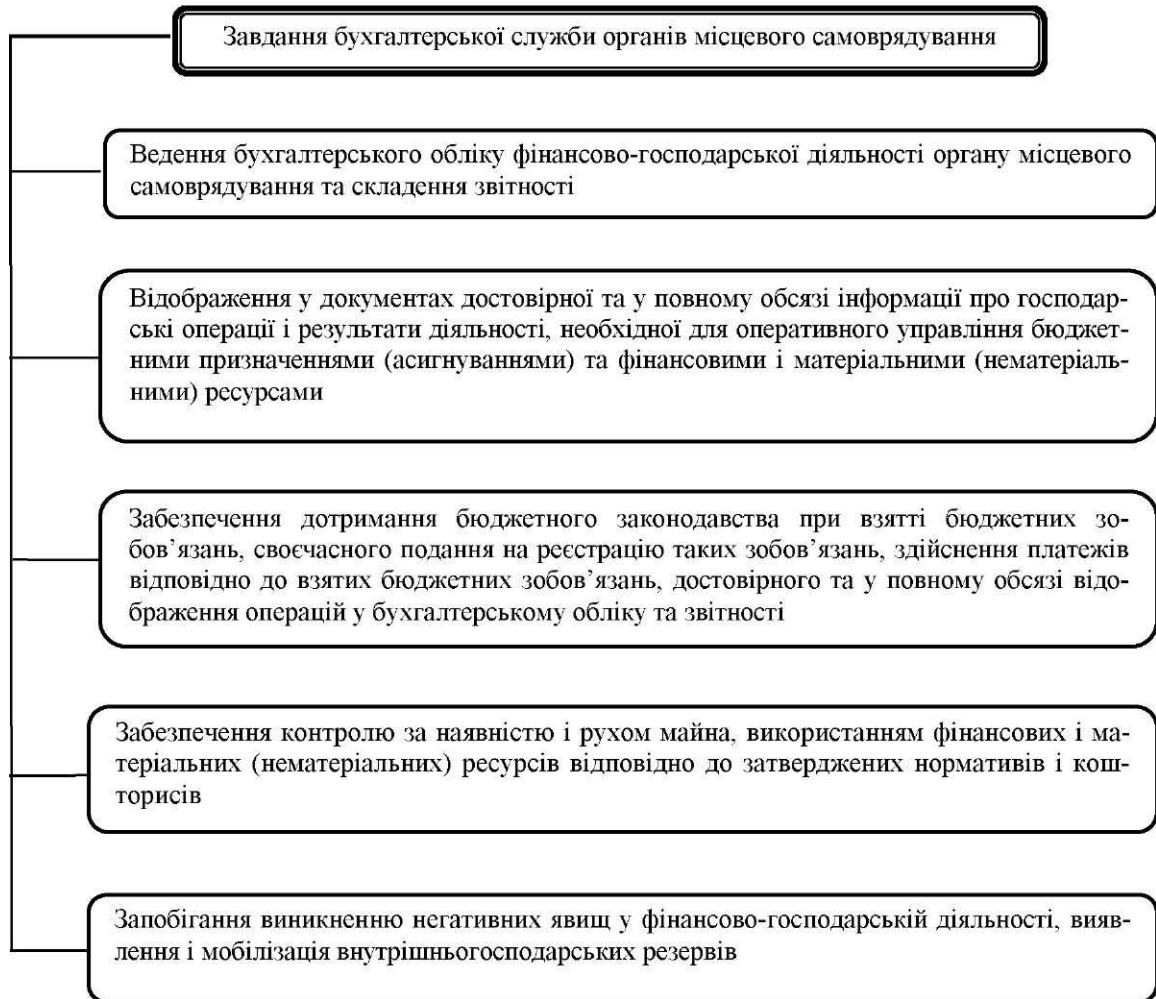 Завдання бухгалтерської служби органів місцевого самоврядування
Ведення бухгалтерського обліку фінансово-господарської діяльності органу місцевого
самоврядування та складення звітності
Відображення у документах достовірної та у повному обсязі інформації про господар-
ські операції і результати діяльності, необхідної для оперативного управління бюджет-
ними призначеннями (асигнуваннями) та фінансовими і матеріальними (нематеріаль-
ними) ресурсами
Забезпечення дотримання бюджетного законодавства при взятті бюджетних зо-
бов’язань, своєчасного подання на реєстрацію таких зобов’язань, здійснення платежів
відповідно до взятих бюджетних зобов’язань, достовірного та у повному обсязі відо-
браження операцій у бухгалтерському обліку та звітності
Забезпечення контролю за наявністю і рухом майна, використанням фінансових і ма-
теріальних (нематеріальних) ресурсів відповідно до затверджених нормативів і кош-
торисів
Запобігання виникненню негативних явищ у фінансово-господарській діяльності, вияв-
лення і мобілізація внутрішньогосподарських резервів